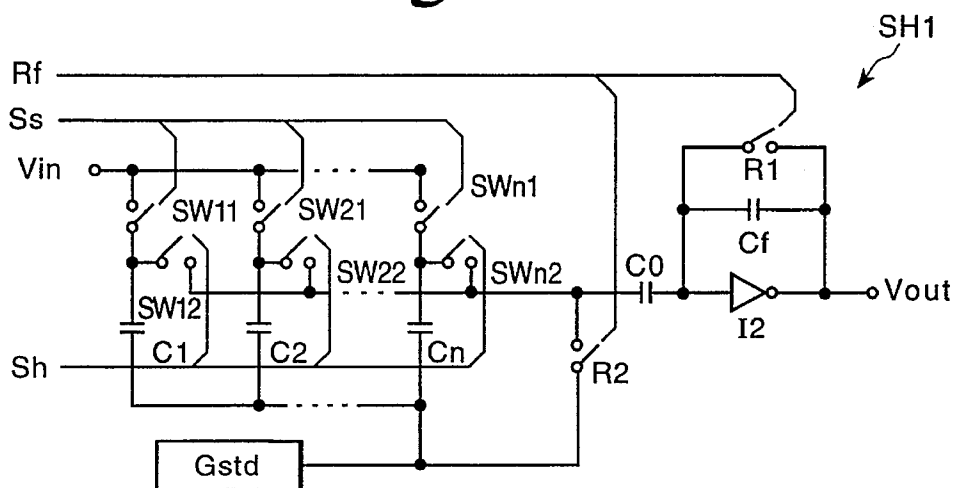 SH1
Rf
Ss
Vin
SW11
SW21
SWn1
R1
Cf
SW12
SW22
SWn2
C0
Vout
I2
C1
C2
Cn
R2
Sh
Gstd